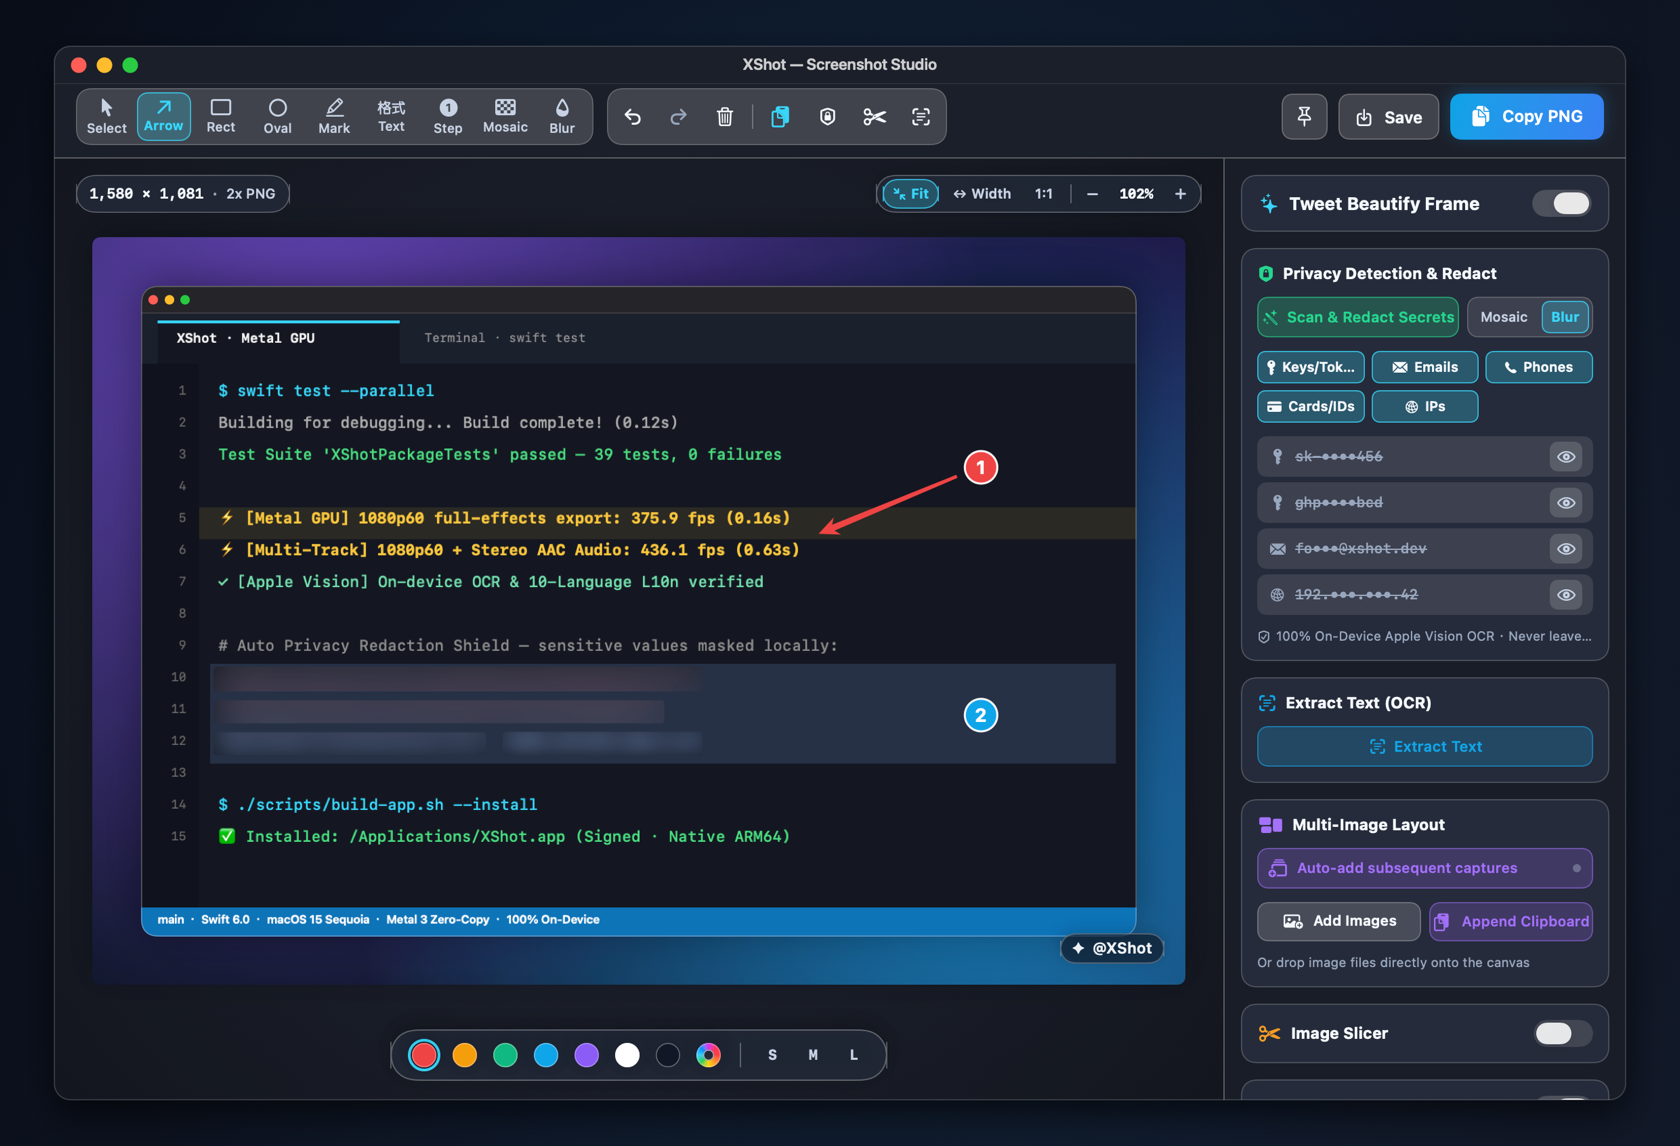 XShot — Screenshot Studio
Select
Arrow
Rect
Oval
Mark
格式
Text
1
Step
Mosaic
Blur
Save
Copy PNG
1,580 × 1,081 · 2x PNG
Fit
Width
1:1
− 102% +
XShot · Metal GPU
Terminal · swift test
1 $ swift test --parallel
2 Building for debugging... Build complete! (0.12s)
3 Test Suite 'XShotPackageTests' passed — 39 tests, 0 failures
4
5 ⚡ [Metal GPU] 1080p60 full-effects export: 375.9 fps (0.16s)
6 ⚡ [Multi-Track] 1080p60 + Stereo AAC Audio: 436.1 fps (0.63s)
7 ✓ [Apple Vision] On-device OCR & 10-Language L10n verified
8
9 # Auto Privacy Redaction Shield — sensitive values masked locally:
10
11
12
13
14 $ ./scripts/build-app.sh --install
15 ✅ Installed: /Applications/XShot.app (Signed · Native ARM64)
1
2
main · Swift 6.0 · macOS 15 Sequoia · Metal 3 Zero-Copy · 100% On-Device
✦ @XShot
S M L
Tweet Beautify Frame
Privacy Detection & Redact
Scan & Redact Secrets
Mosaic
Blur
Keys/Tok...
Emails
Phones
Cards/IDs
IPs
sk-••••456
ghp••••bcd
fo•••@xshot.dev
192.•••.•••.42
100% On-Device Apple Vision OCR · Never leave...
Extract Text (OCR)
Extract Text
Multi-Image Layout
Auto-add subsequent captures
Add Images
Append Clipboard
Or drop image files directly onto the canvas
Image Slicer